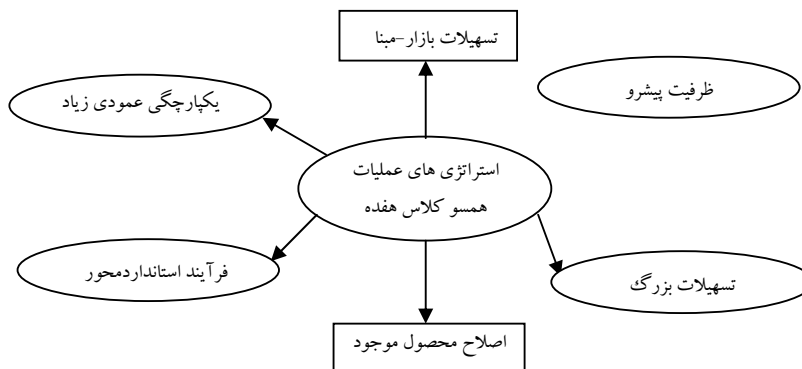 تسهیلات بازار-مبنا
ظرفیت پیشرو
یکپارچگی عمودی زیاد
استراتژی های عملیات
همسو کلاس هفده
فرآیند استانداردمحور
تسهیلات بزرگ
اصلاح محصول موجود